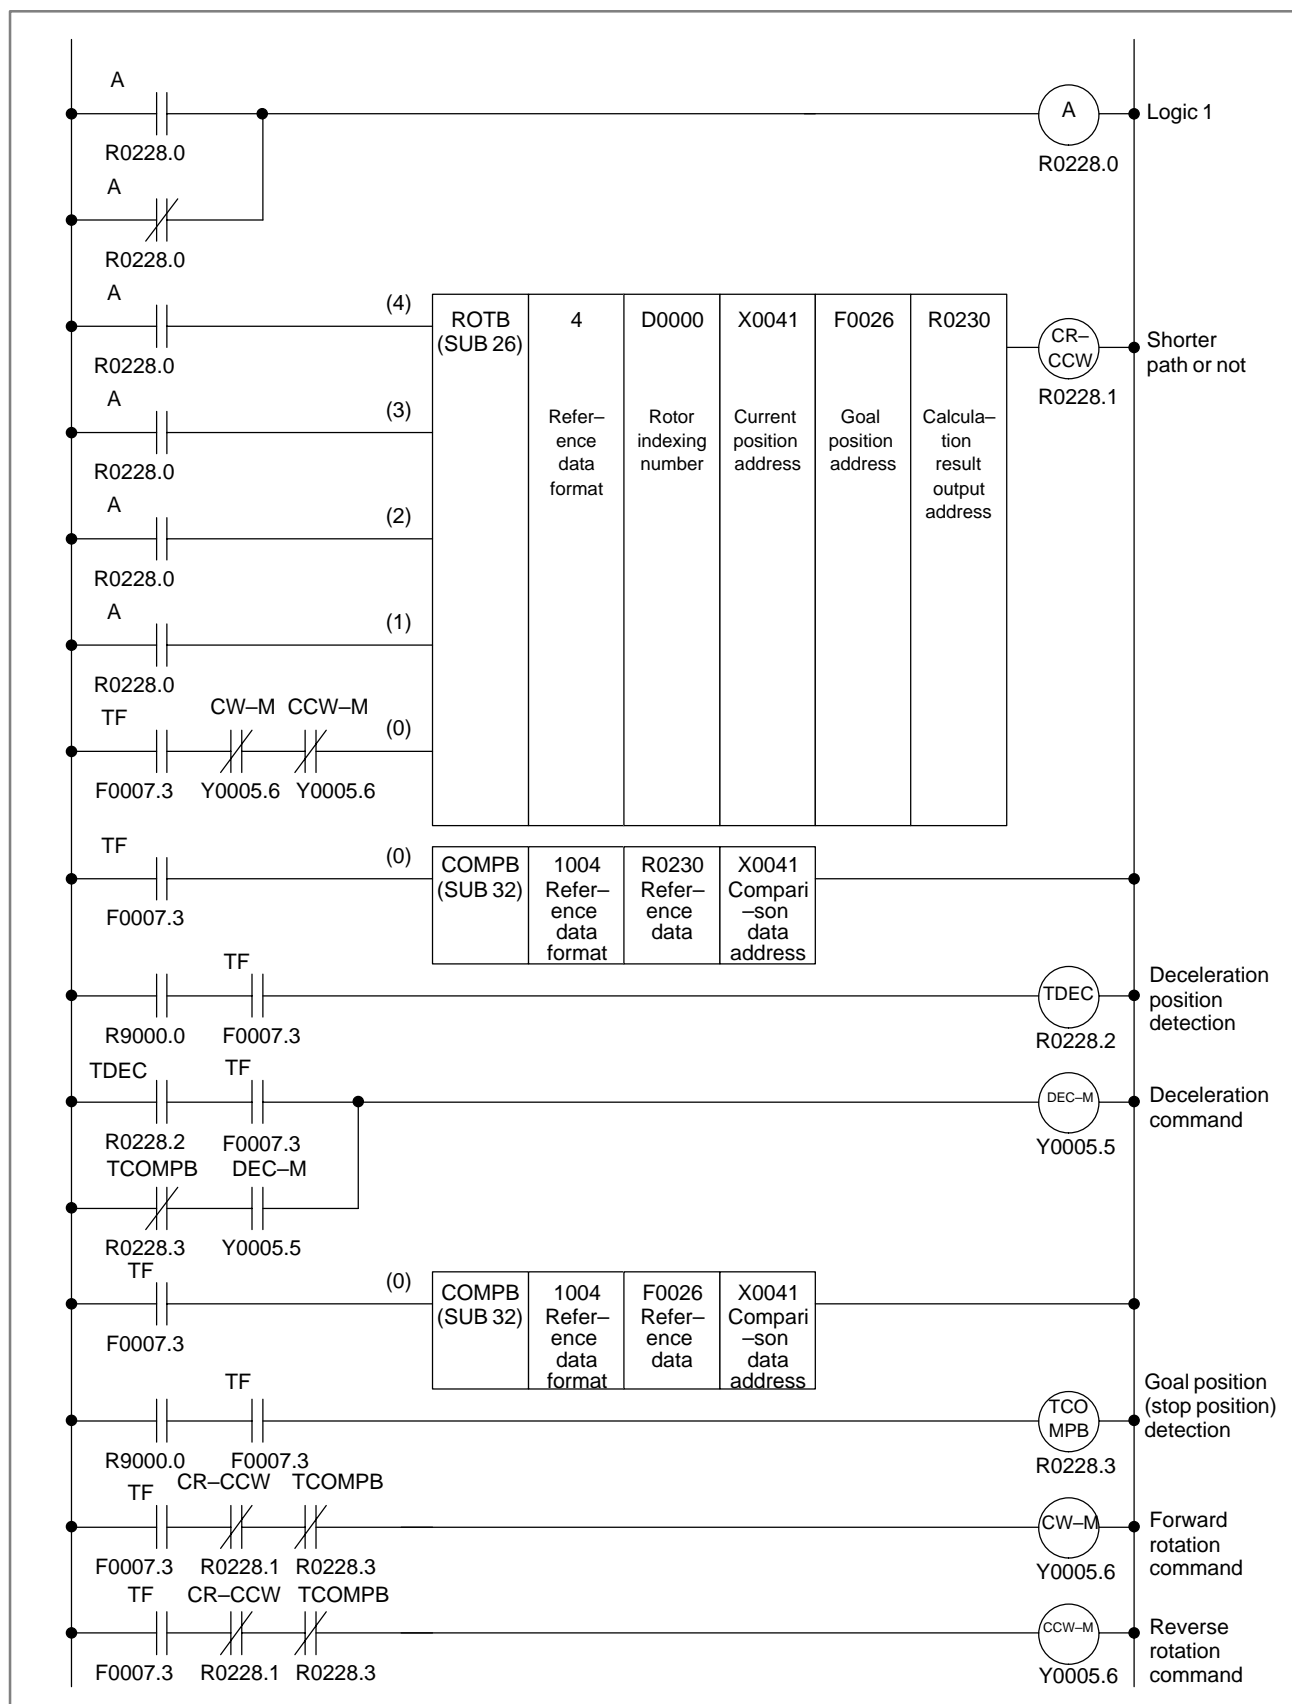 A
A
Logic 1
R0228.0
R0228.0
A
R0228.0
A
(4)
ROTB
(SUB 26)
4
D0000
X0041
F0026
R0230
CR–
CCW
Shorter
path or not
R0228.0
R0228.1
A
(3)
Refer–
ence
data
format
Rotor
indexing
number
Current
position
address
Goal
position
address
Calcula–
tion
result
output
address
R0228.0
A
(2)
R0228.0
A
(1)
R0228.0
TF
CW–M
CCW–M
(0)
F0007.3
Y0005.6
Y0005.6
TF
(0)
COMPB
(SUB 32)
1004
Refer–
ence
data
format
R0230
Refer–
ence
data
X0041
Compari
–son
data
address
F0007.3
TF
TDEC
Deceleration
position
detection
R9000.0
F0007.3
R0228.2
TDEC
TF
DEC–M
Deceleration
command
R0228.2
F0007.3
Y0005.5
TCOMPB
DEC–M
R0228.3
Y0005.5
TF
(0)
COMPB
(SUB 32)
1004
Refer–
ence
data
format
F0026
Refer–
ence
data
X0041
Compari
–son
data
address
F0007.3
TF
TCO
MPB
Goal position
(stop position)
detection
R9000.0
F0007.3
R0228.3
TF
CR–CCW
TCOMPB
CW–M
Forward
rotation
command
F0007.3
R0228.1
R0228.3
Y0005.6
TF
CR–CCW
TCOMPB
CCW–M
Reverse
rotation
command
F0007.3
R0228.1
R0228.3
Y0005.6